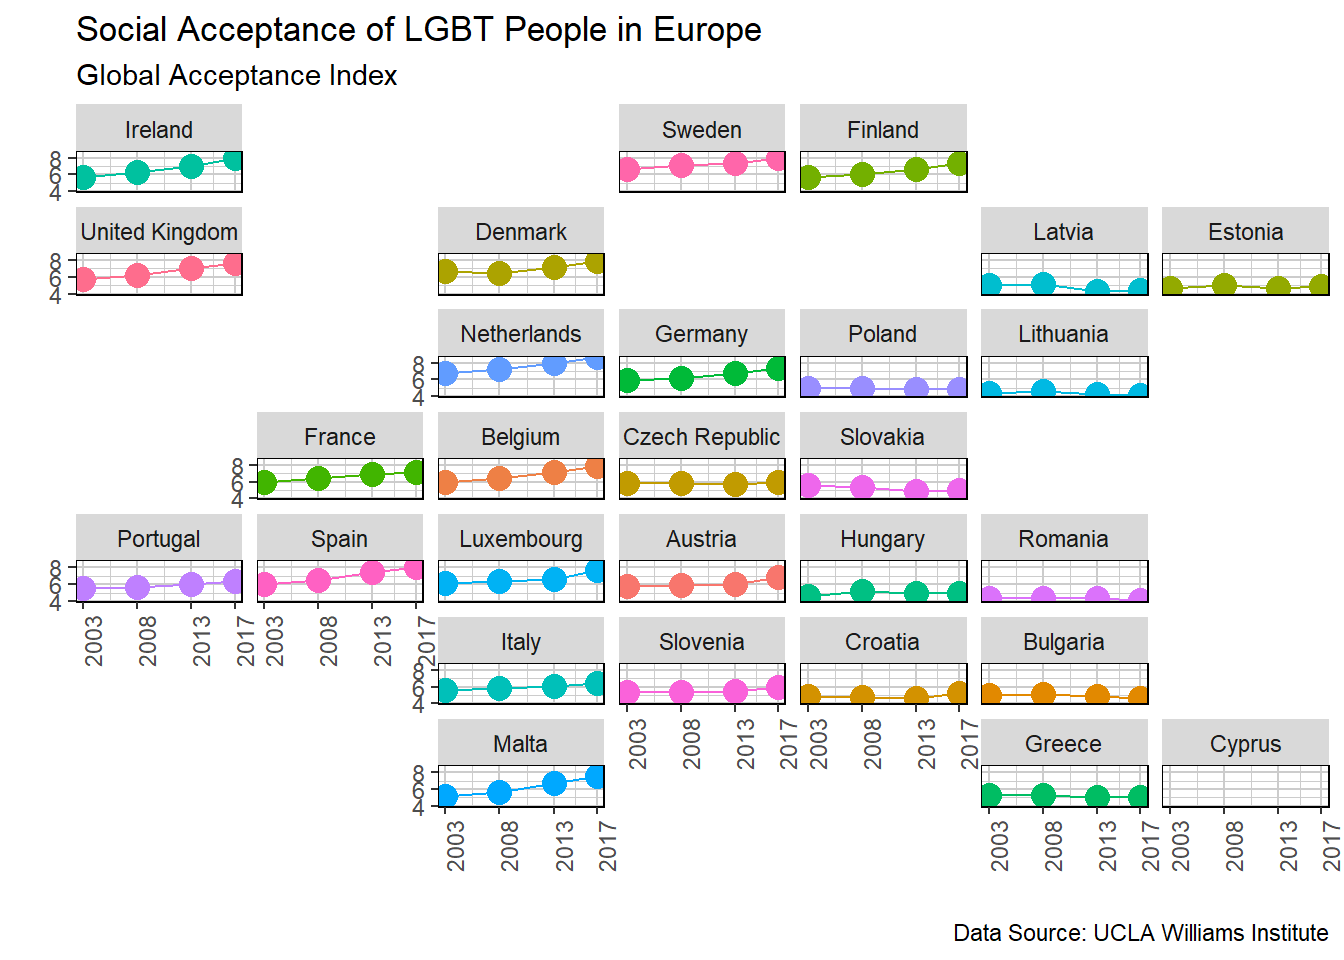 Social Acceptance of LGBT People in Europe
Global Acceptance Index
Ireland Sweden Finland
8
6
4
United Kingdom Denmark Latvia Estonia
8
6
4
Netherlands Germany Poland Lithuania
8
6
4
France Belgium Czech Republic Slovakia
8
6
4
Portugal Spain Luxembourg Austria Hungary Romania
8
6
4
2003 2008 2013 2017 2003 2008 2013 2017
Italy Slovenia Croatia Bulgaria
8
6
4
2003 2008 2013 2017 2003 2008 2013 2017
Malta Greece Cyprus
8
6
4
2003 2008 2013 2017 2003 2008 2013 2017 2003 2008 2013 2017
Data Source: UCLA Williams Institute